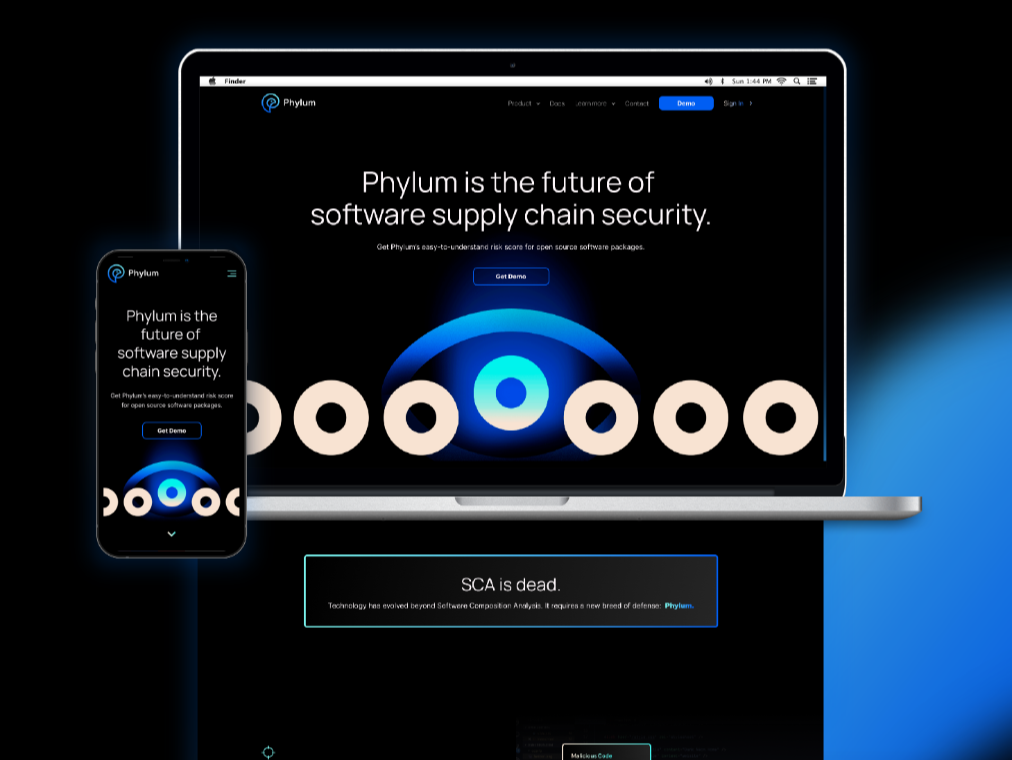 Finder
Sun 1:44 PM
Phylum
Product
Docs
Learn more
Contact
Demo
Sign In
Phylum is the future of
software supply chain security.
Get Phylum's easy-to-understand risk score for open source software packages.
Get Demo
Phylum
Phylum is the
future of
software supply
chain security.
Get Phylum's easy-to-understand risk score
for open source software packages.
Get Demo
SCA is dead.
Technology has evolved beyond Software Composition Analysis. It requires a new breed of defense: Phylum.
Malicious Code